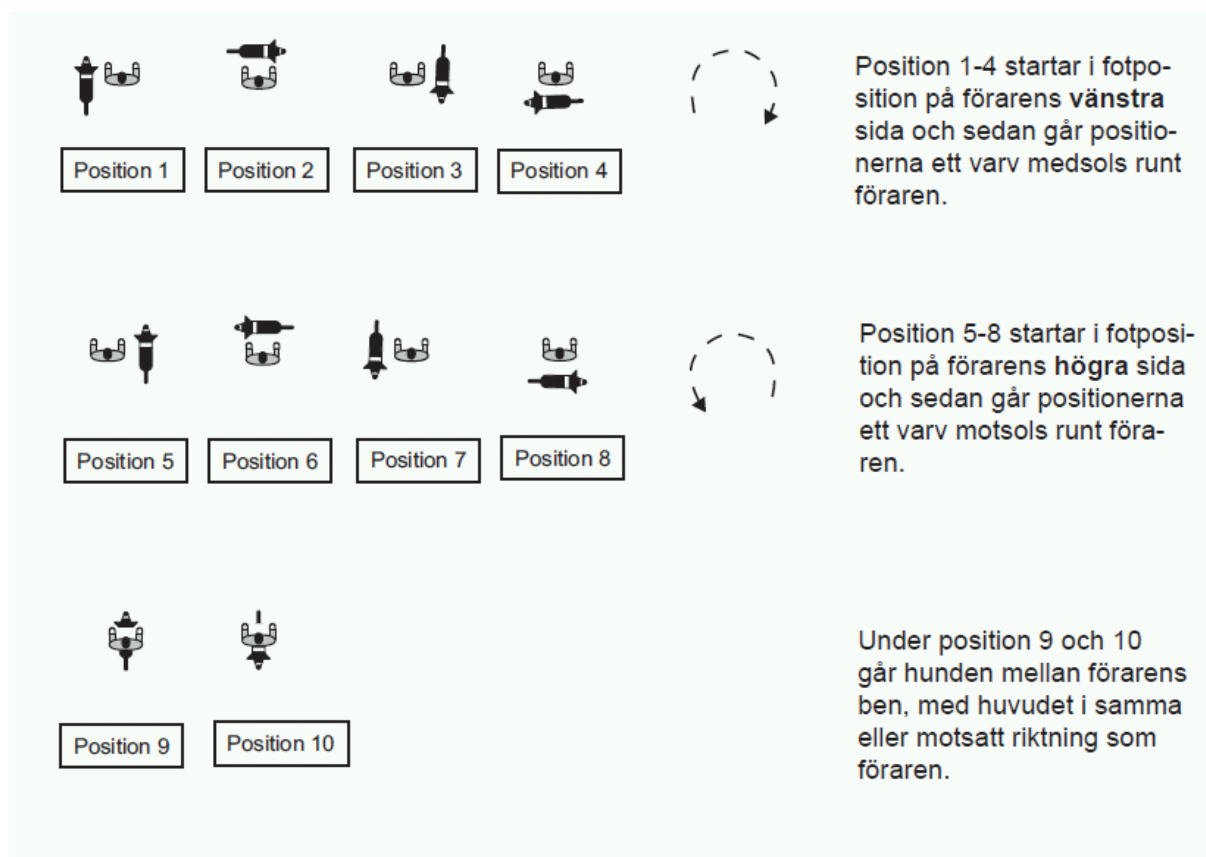 Position 1
Position 2
Position 3
Position 4
Position 1-4 startar i fotpo-
sition på förarens vänstra
sida och sedan går positio-
nerna ett varv medsols runt
föraren.
Position 5
Position 6
Position 7
Position 8
Position 5-8 startar i fotposi-
tion på förarens högra sida
och sedan går positionerna
ett varv motsols runt föra-
ren.
Position 9
Position 10
Under position 9 och 10
går hunden mellan förarens
ben, med huvudet i samma
eller motsatt riktning som
föraren.